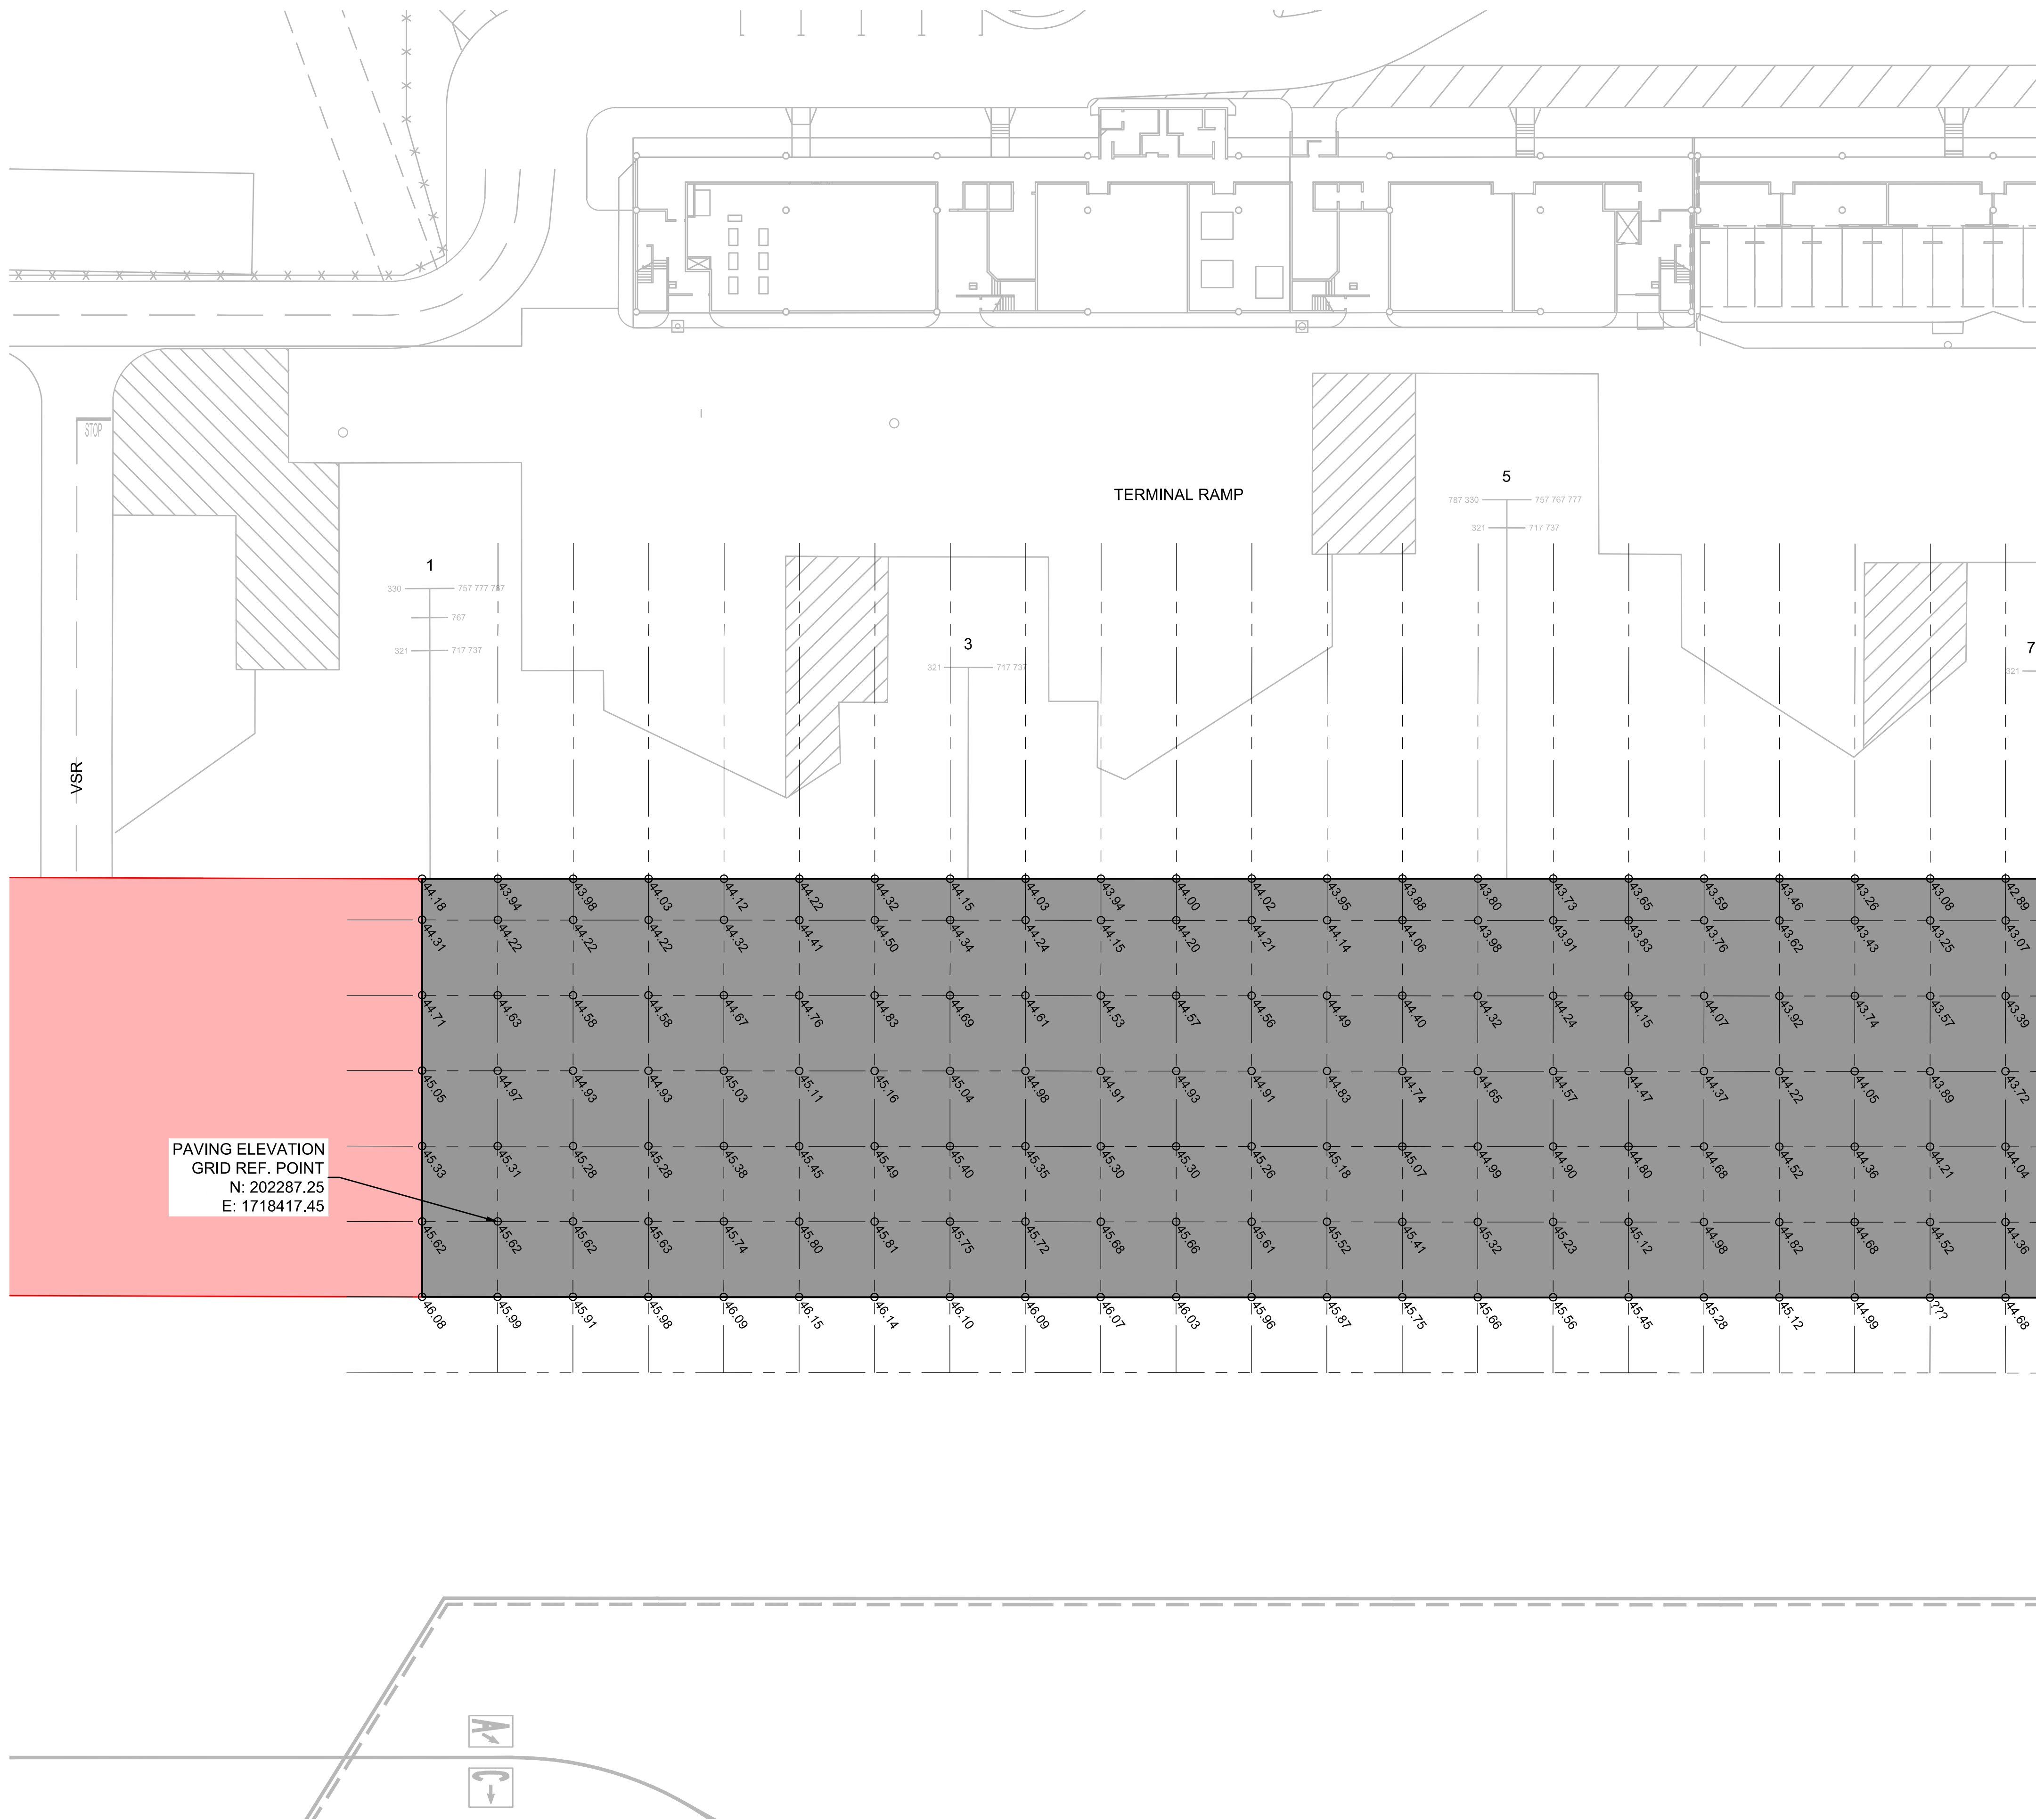 STOP
TERMINAL RAMP
5
787 330
757 767 777
321
717 737
1
330
757 777 787
767
321
717 737
3
321
717 737
7
321
VSR
44.18 43.94 43.98 44.03 44.12 44.22 44.32 44.15 44.03 43.94 44.00 44.02 43.95 43.88 43.80 43.73 43.65 43.59 43.46 43.26 43.08 42.89
44.31 44.22 44.22 44.22 44.32 44.41 44.50 44.34 44.24 44.15 44.20 44.21 44.14 44.06 43.98 43.91 43.83 43.76 43.62 43.43 43.25 43.07
44.71 44.63 44.58 44.58 44.67 44.76 44.83 44.69 44.61 44.53 44.57 44.56 44.49 44.40 44.32 44.24 44.15 44.07 43.92 43.74 43.57 43.39
45.05 44.97 44.93 44.93 45.03 45.11 45.16 45.04 44.98 44.91 44.93 44.91 44.83 44.74 44.65 44.57 44.47 44.37 44.22 44.05 43.89 43.72
PAVING ELEVATION
GRID REF. POINT
N: 202287.25
E: 1718417.45
45.33 45.31 45.28 45.28 45.38 45.45 45.49 45.40 45.35 45.30 45.30 45.26 45.18 45.07 44.99 44.90 44.80 44.68 44.52 44.36 44.21 44.04
45.62 45.62 45.62 45.63 45.74 45.80 45.81 45.75 45.72 45.68 45.66 45.61 45.52 45.41 45.32 45.23 45.12 44.98 44.82 44.68 44.52 44.36
46.08 45.99 45.91 45.98 46.09 46.15 46.14 46.10 46.09 46.07 46.03 45.96 45.87 45.75 45.66 45.56 45.45 45.28 45.12 44.99 ??? 44.68
A
C